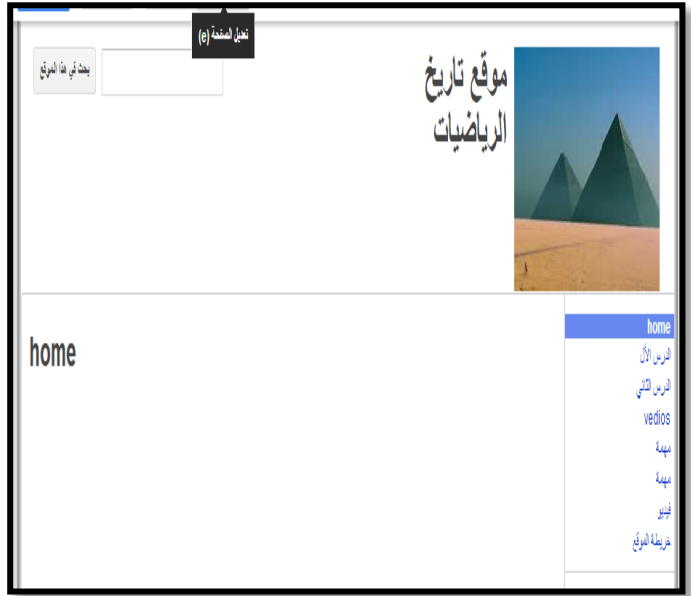 تعديل الصفحة (e)
موقع تاريخ
الرياضيات
بحث في هذا الموقع
home
home
الدرس الأل
الدرس الثاني
vedios
مهمة
مهمة
فيديو
خريطة الموقع